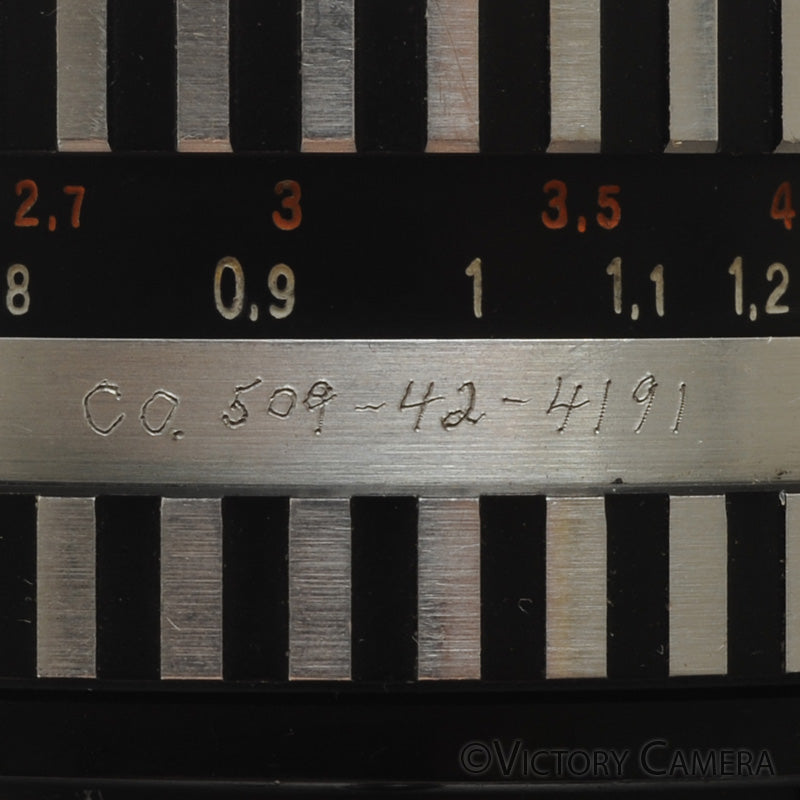 2,7 3 3,5 4
8 0,9 1 1,1 1,2
CO. 509-42-4191
©VICTORY CAMERA